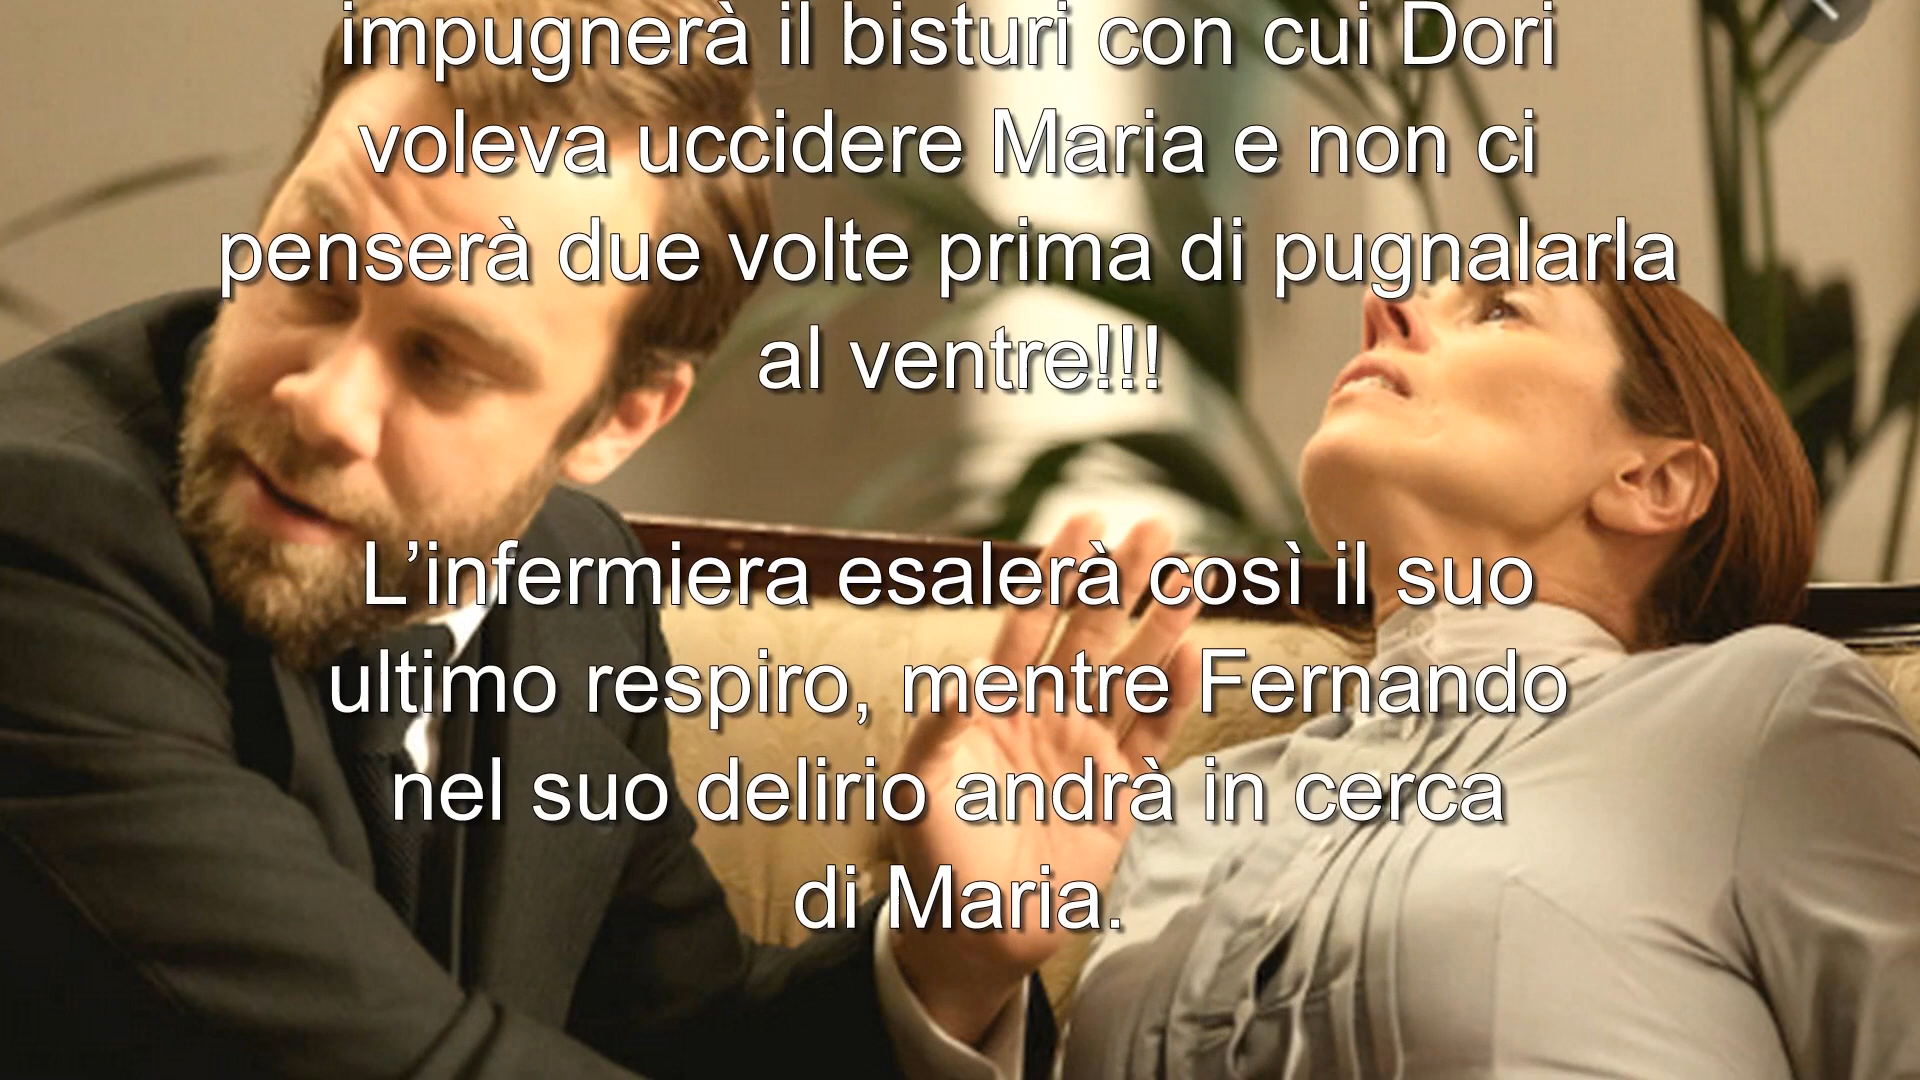 impugnerà il bisturi con cui Dori
voleva uccidere Maria e non ci
penserà due volte prima di pugnalarla
al ventre!!!
L’infermiera esalerà così il suo
ultimo respiro, mentre Fernando
nel suo delirio andrà in cerca
di Maria.